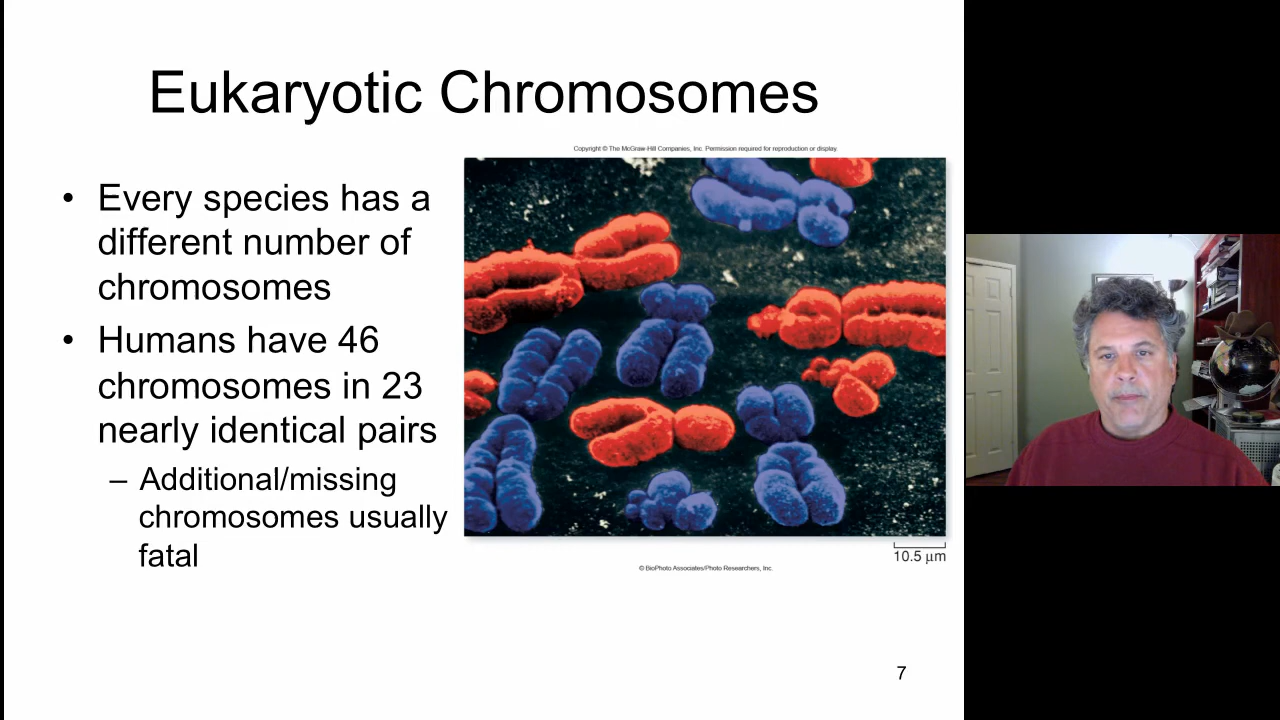 Eukaryotic Chromosomes
Copyright © The McGraw-Hill Companies, Inc. Permission required for reproduction or display.
• Every species has a
different number of
chromosomes
• Humans have 46
chromosomes in 23
nearly identical pairs
– Additional/missing
chromosomes usually
fatal
10.5 µm
© BioPhoto Associates/Photo Researchers, Inc.
7